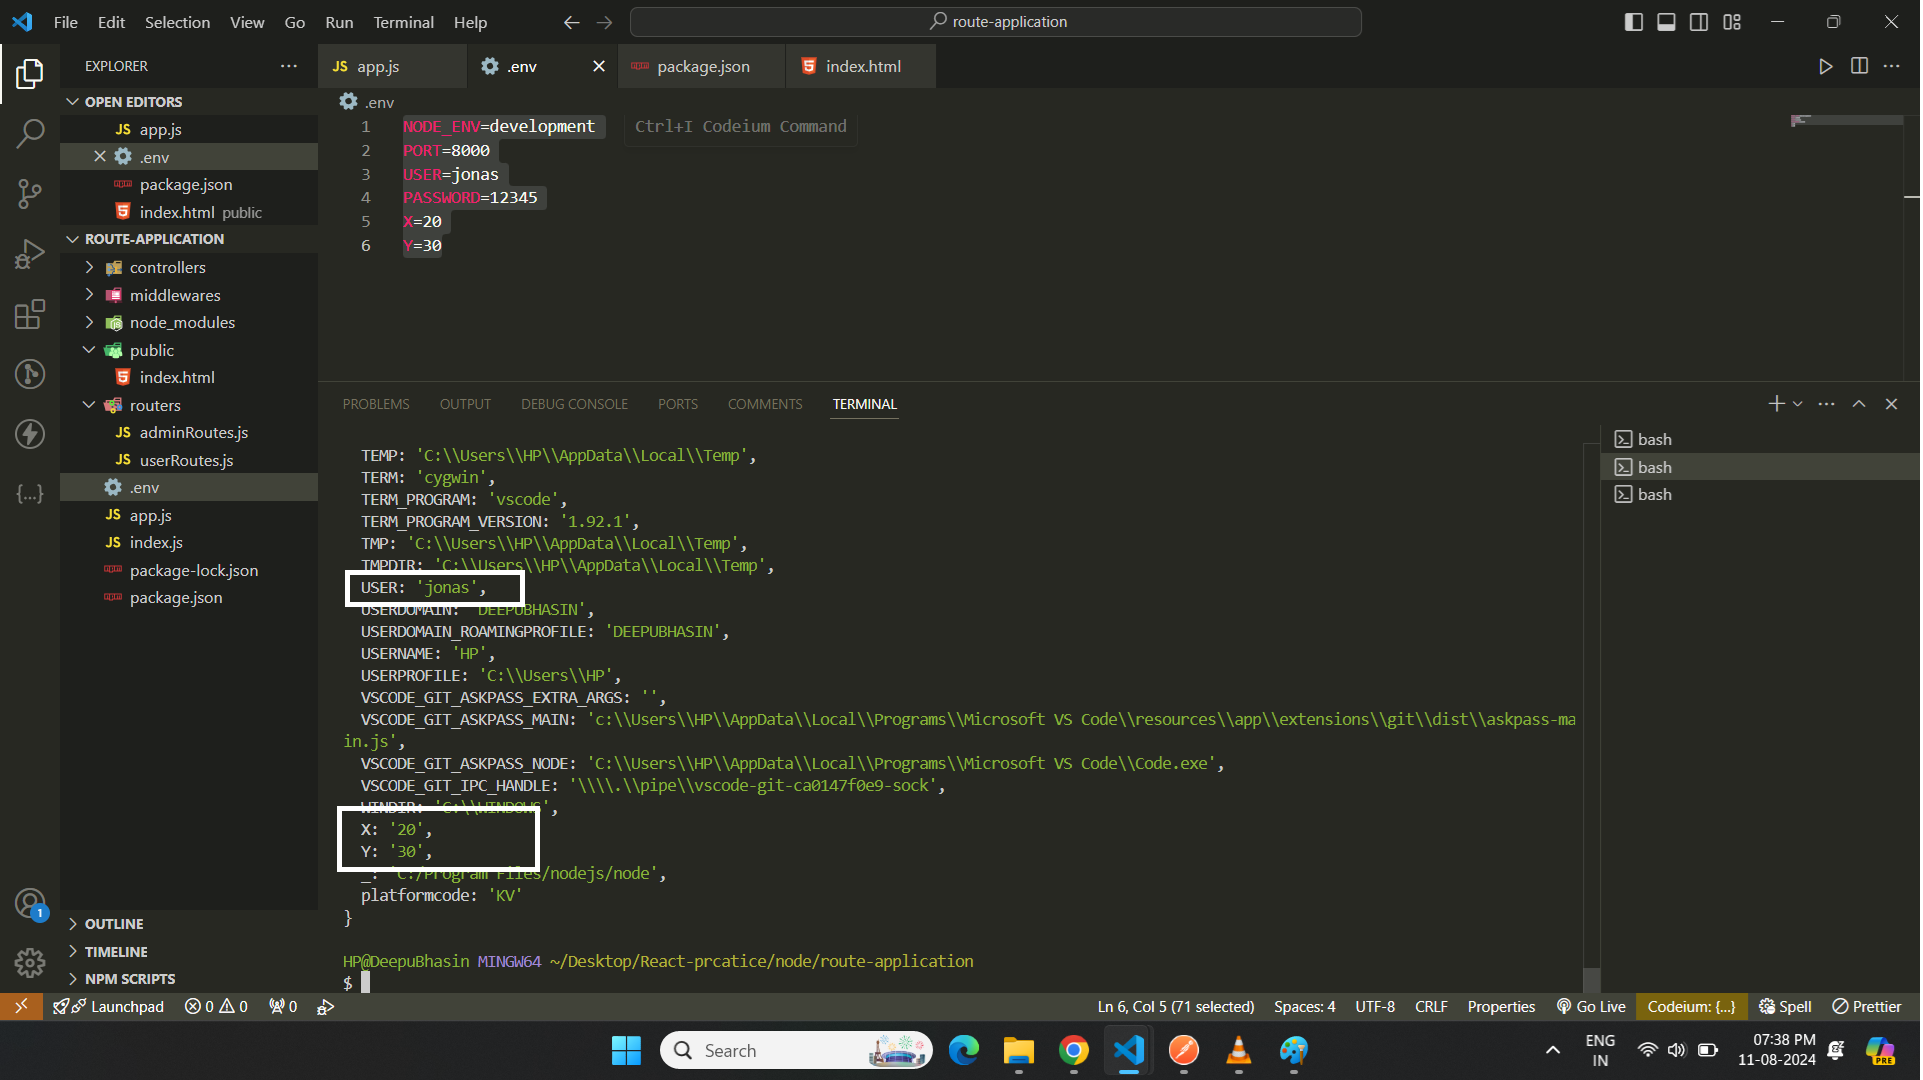 File Edit Selection View Go Run Terminal Help
route-application
EXPLORER
OPEN EDITORS
JS app.js
.env
package.json
index.html public
ROUTE-APPLICATION
controllers
middlewares
node_modules
public
index.html
routers
JS adminRoutes.js
JS userRoutes.js
.env
JS app.js
JS index.js
package-lock.json
package.json
OUTLINE
TIMELINE
NPM SCRIPTS
JS app.js .env package.json index.html
.env
1 NODE_ENV=development Ctrl+I Codeium Command
2 PORT=8000
3 USER=jonas
4 PASSWORD=12345
5 X=20
6 Y=30
PROBLEMS OUTPUT DEBUG CONSOLE PORTS COMMENTS TERMINAL
TEMP: 'C:\\Users\\HP\\AppData\\Local\\Temp',
TERM: 'cygwin',
TERM_PROGRAM: 'vscode',
TERM_PROGRAM_VERSION: '1.92.1',
TMP: 'C:\\Users\\HP\\AppData\\Local\\Temp',
TMPDIR: 'C:\\Users\\HP\\AppData\\Local\\Temp',
USER: 'jonas',
USERDOMAIN: 'DEEPUBHASIN',
USERDOMAIN_ROAMINGPROFILE: 'DEEPUBHASIN',
USERNAME: 'HP',
USERPROFILE: 'C:\\Users\\HP',
VSCODE_GIT_ASKPASS_EXTRA_ARGS: '',
VSCODE_GIT_ASKPASS_MAIN: 'c:\\Users\\HP\\AppData\\Local\\Programs\\Microsoft VS Code\\resources\\app\\extensions\\git\\dist\\askpass-ma
in.js',
VSCODE_GIT_ASKPASS_NODE: 'C:\\Users\\HP\\AppData\\Local\\Programs\\Microsoft VS Code\\Code.exe',
VSCODE_GIT_IPC_HANDLE: '\\\\.\\pipe\\vscode-git-ca0147f0e9-sock',
WINDIR: 'C:\\WINDOWS',
X: '20',
Y: '30',
_: 'C:/Program Files/nodejs/node',
platformcode: 'KV'
}
HP@DeepuBhasin MINGW64 ~/Desktop/React-prcatice/node/route-application
$
bash
bash
bash
1
Launchpad 0 0 0 Ln 6, Col 5 (71 selected) Spaces: 4 UTF-8 CRLF Properties Go Live Codeium: {...} Spell Prettier
Search
ENG
IN
07:38 PM
11-08-2024
PRE